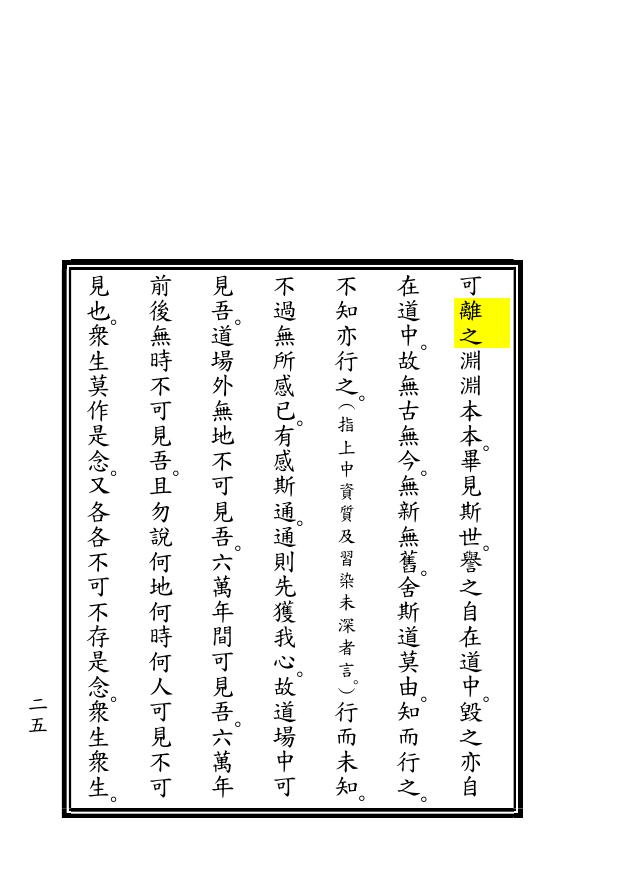 可離之淵淵本本。畢見斯世。譽之自在道中。毀之亦自
在道中。故無古無今。無新無舊。舍斯道莫由。知而行之。
不知亦行之。（指上中資質及習染未深者言。）行而未知。
不過無所感已。有感斯通。通則先獲我心。故道場中可
見吾。道場外無地不可見吾。六萬年間可見吾。六萬年
前後無時不可見吾。且勿說何地何時何人可見不可
見也。衆生莫作是念。又各各不可不存是念。衆生衆生。
二五